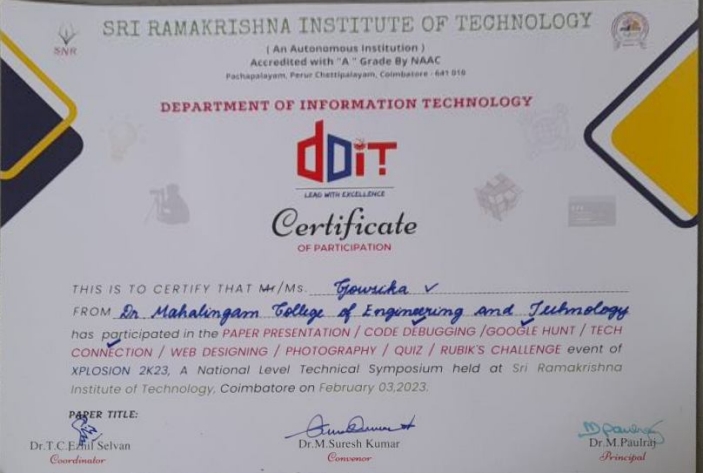 SRI RAMAKRISHNA INSTITUTE OF TECHNOLOGY
SNR
( An Autonomous Institution )
Accredited with "A " Grade By NAAC
Pachapalayam, Perur Chettipalayam, Coimbatore - 641 010
DEPARTMENT OF INFORMATION TECHNOLOGY
DOIT
LEAD WITH EXCELLENCE
Certificate
OF PARTICIPATION
THIS IS TO CERTIFY THAT Mr/Ms. Gowsika V
FROM Dr Mahalingam College of Engineering and Technology
has participated in the PAPER PRESENTATION / CODE DEBUGGING /GOOGLE HUNT / TECH
CONNECTION / WEB DESIGNING / PHOTOGRAPHY / QUIZ / RUBIK'S CHALLENGE event of
XPLOSION 2K23, A National Level Technical Symposium held at Sri Ramakrishna
Institute of Technology, Coimbatore on February 03,2023.
PAPER TITLE:
Dr.T.C.Ezhil Selvan Dr.M.Suresh Kumar Dr.M.Paulraj
Coordinator Convenor Principal